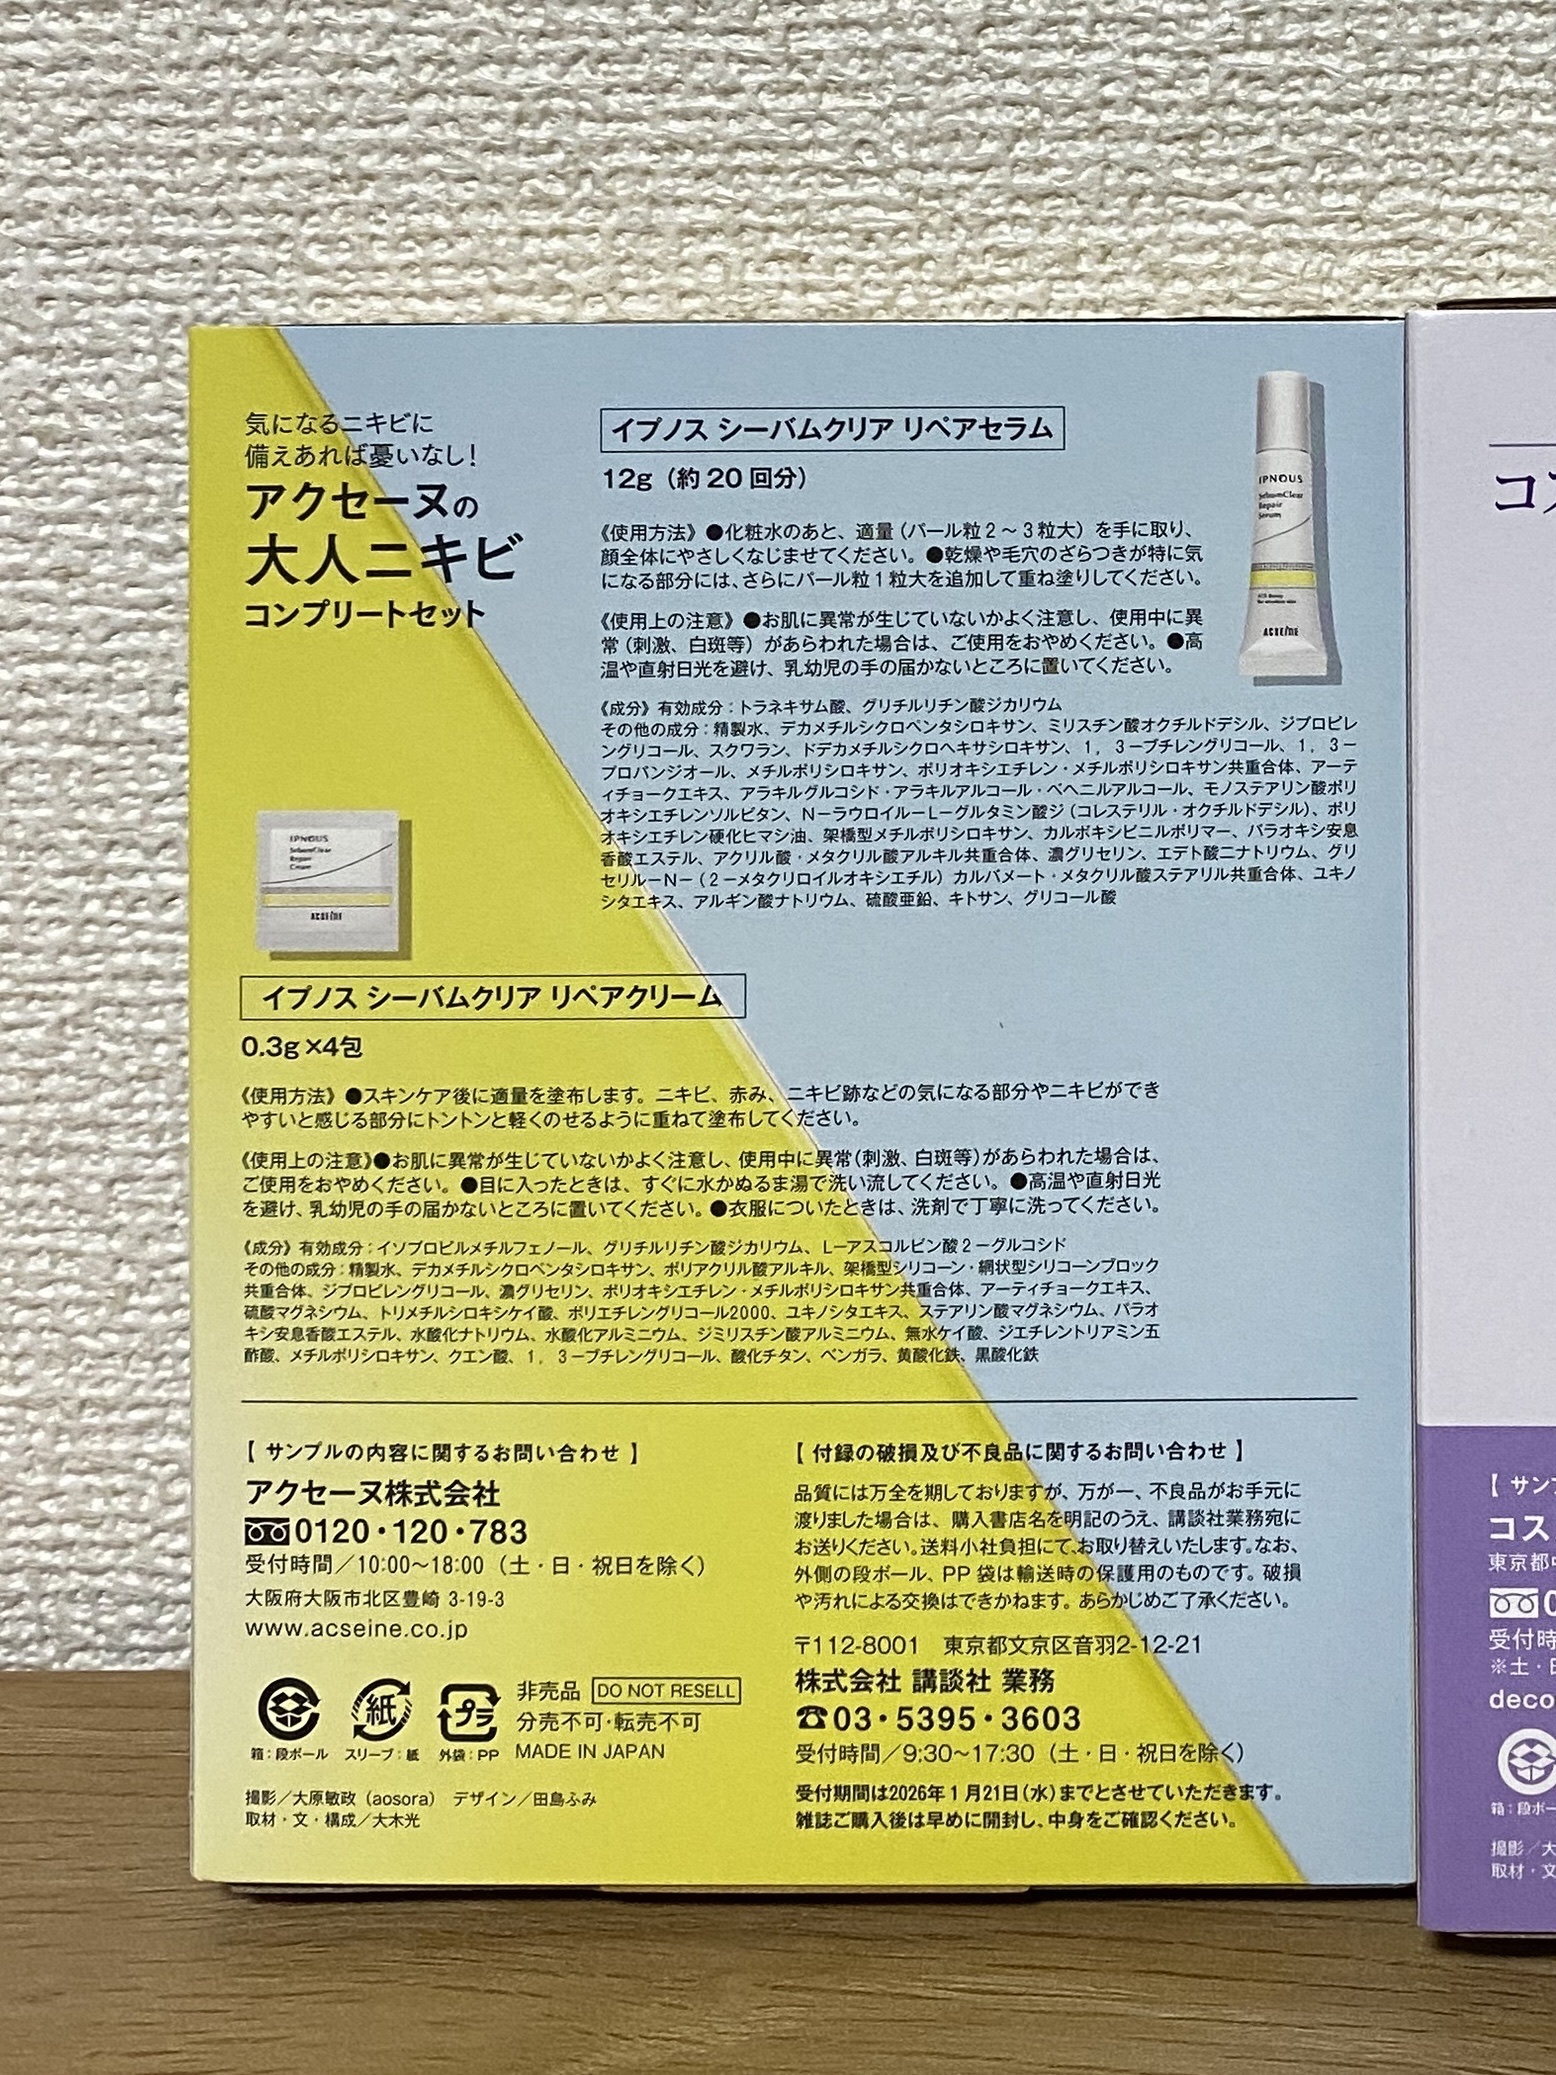 気になるニキビに
備えあれば憂いなし!
アクセーヌの
大人ニキビ
コンプリートセット
イプノス シーバムクリア リペアセラム
12g(約20回分)
《使用方法》●化粧水のあと、適量(パール粒2～3粒大)を手に取り、
顔全体にやさしくなじませてください。●乾燥や毛穴のざらつきが特に気
になる部分には、さらにパール粒1粒大を追加して重ね塗りしてください。
《使用上の注意》●お肌に異常が生じていないかよく注意し、使用中に異
常(刺激、白斑等)があらわれた場合は、ご使用をおやめください。●高
温や直射日光を避け、乳幼児の手の届かないところに置いてください。
《成分》有効成分:トラネキサム酸、グリチルリチン酸ジカリウム
その他の成分:精製水、デカメチルシクロペンタシロキサン、ミリスチン酸オクチルドデシル、ジプロピレ
ングリコール、スクワラン、ドデカメチルシクロヘキサシロキサン、1,3－ブチレングリコール、1,3－
プロパンジオール、メチルポリシロキサン、ポリオキシエチレン・メチルポリシロキサン共重合体、アーテ
ィチョークエキス、アラキルグルコシド・アラキルアルコール・ベヘニルアルコール、モノステアリン酸ポリ
オキシエチレンソルビタン、N－ラウロイル－L－グルタミン酸ジ(コレステリル・オクチルドデシル)、ポリ
オキシエチレン硬化ヒマシ油、架橋型メチルポリシロキサン、カルボキシビニルポリマー、パラオキシ安息
香酸エステル、アクリル酸・メタクリル酸アルキル共重合体、濃グリセリン、エデト酸二ナトリウム、グリ
セリル－N－(2－メタクリロイルオキシエチル)カルバメート・メタクリル酸ステアリル共重合体、ユキノ
シタエキス、アルギン酸ナトリウム、硫酸亜鉛、キトサン、グリコール酸
IPNOUS
SebumClear
Repair
Serum
ACSEINE
IPNOUS
SebumClear
Repair
Cream
ACSEINE
イプノス シーバムクリア リペアクリーム
0.3g×4包
《使用方法》●スキンケア後に適量を塗布します。ニキビ、赤み、ニキビ跡などの気になる部分やニキビができ
やすいと感じる部分にトントンと軽くのせるように重ねて塗布してください。
《使用上の注意》●お肌に異常が生じていないかよく注意し、使用中に異常(刺激、白斑等)があらわれた場合は、
ご使用をおやめください。●目に入ったときは、すぐに水かぬるま湯で洗い流してください。●高温や直射日光
を避け、乳幼児の手の届かないところに置いてください。●衣服についたときは、洗剤で丁寧に洗ってください。
《成分》有効成分:イソプロピルメチルフェノール、グリチルリチン酸ジカリウム、L－アスコルビン酸2－グルコシド
その他の成分:精製水、デカメチルシクロペンタシロキサン、ポリアクリル酸アルキル、架橋型シリコーン・網状型シリコーンブロック
共重合体、ジプロピレングリコール、濃グリセリン、ポリオキシエチレン・メチルポリシロキサン共重合体、アーティチョークエキス、
硫酸マグネシウム、トリメチルシロキシケイ酸、ポリエチレングリコール2000、ユキノシタエキス、ステアリン酸マグネシウム、パラオ
キシ安息香酸エステル、水酸化ナトリウム、水酸化アルミニウム、ジミリスチン酸アルミニウム、無水ケイ酸、ジエチレントリアミン五
酢酸、メチルポリシロキサン、クエン酸、1,3－ブチレングリコール、酸化チタン、ベンガラ、黄酸化鉄、黒酸化鉄
【 サンプルの内容に関するお問い合わせ 】
アクセーヌ株式会社
0120・120・783
受付時間／10:00～18:00(土・日・祝日を除く)
大阪府大阪市北区豊崎 3-19-3
www.acseine.co.jp
箱:段ボール
紙
スリーブ:紙
プラ
外袋:PP
非売品 DO NOT RESELL
分売不可・転売不可
MADE IN JAPAN
撮影／大原敏政(aosora) デザイン／田島ふみ
取材・文・構成／大木光
【 付録の破損及び不良品に関するお問い合わせ 】
品質には万全を期しておりますが、万が一、不良品がお手元に
渡りました場合は、購入書店名を明記のうえ、講談社業務宛に
お送りください。送料小社負担にてお取り替えいたします。なお、
外側の段ボール、PP袋は輸送時の保護用のものです。破損
や汚れによる交換はできかねます。あらかじめご了承ください。
〒112-8001 東京都文京区音羽2-12-21
株式会社 講談社 業務
☎03・5395・3603
受付時間／9:30～17:30(土・日・祝日を除く)
受付期間は2026年1月21日(水)までとさせていただきます。
雑誌ご購入後は早めに開封し、中身をご確認ください。
コス
【 サン
コス
東京都
0
受付時
※土・日
deco
箱:段ボー
撮影／大
取材・文